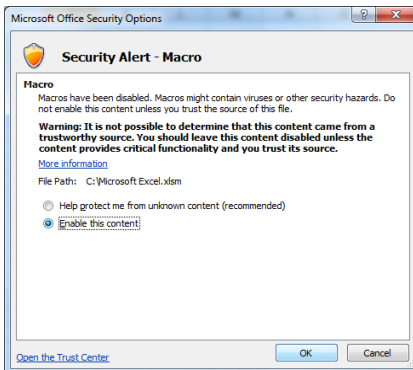 Microsoft Office Security Options
Security Alert - Macro
Macro
Macros have been disabled. Macros might contain viruses or other security hazards. Do
not enable this content unless you trust the source of this file.
Warning: It is not possible to determine that this content came from a
trustworthy source. You should leave this content disabled unless the
content provides critical functionality and you trust its source.
More information
File Path: C:\Microsoft Excel.xlsm
Help protect me from unknown content (recommended)
Enable this content
Open the Trust Center
OK
Cancel